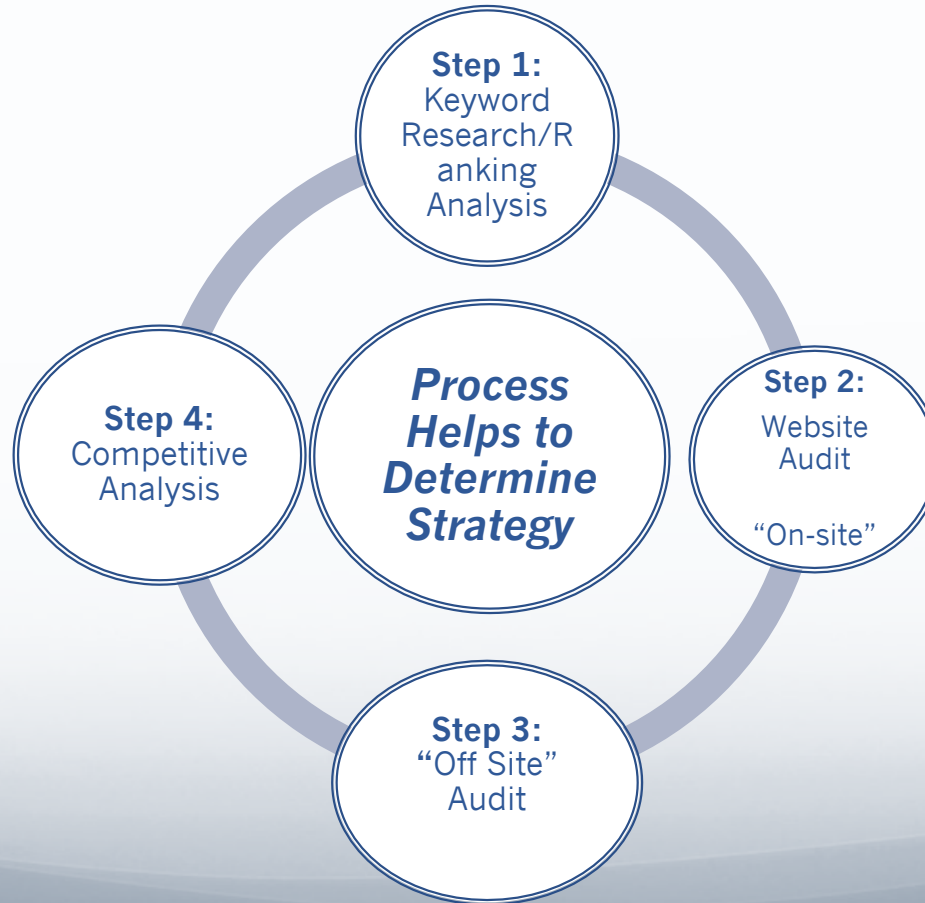 Step 1:
Keyword
Research/R
anking
Analysis
Step 2:
Website
Audit
“On-site”
Step 3:
“Off Site”
Audit
Step 4:
Competitive
Analysis
Process
Helps to
Determine
Strategy